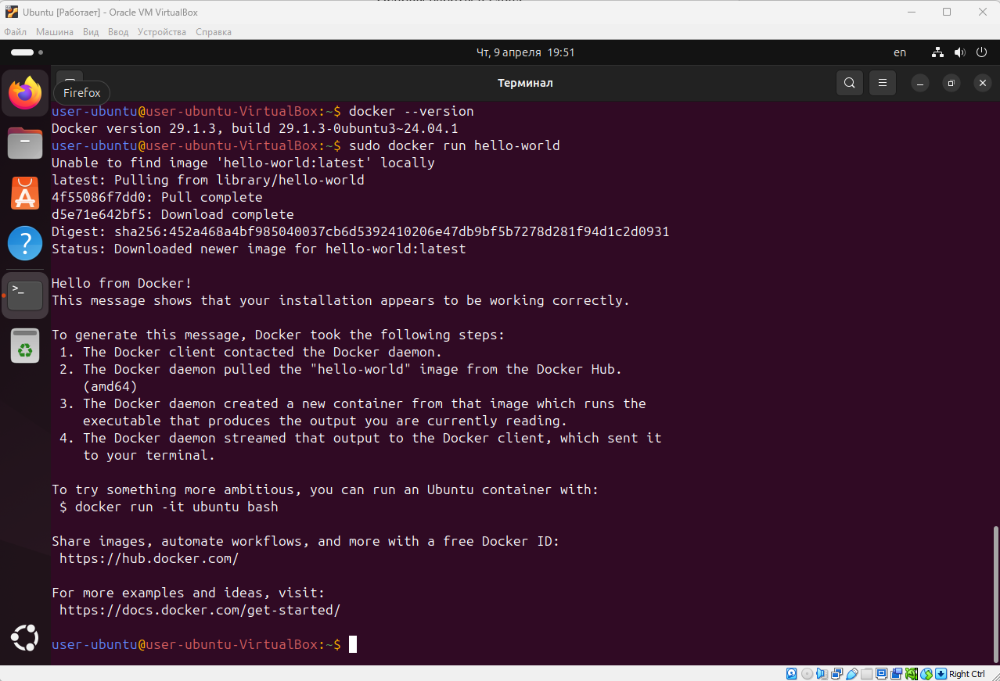 Ubuntu [Работает] - Oracle VM VirtualBox
Файл Машина Вид Ввод Устройства Справка
Чт, 9 апреля 19:51
en
Терминал
Firefox
user-ubuntu@user-ubuntu-VirtualBox:~$ docker --version
Docker version 29.1.3, build 29.1.3-0ubuntu3~24.04.1
user-ubuntu@user-ubuntu-VirtualBox:~$ sudo docker run hello-world
Unable to find image 'hello-world:latest' locally
latest: Pulling from library/hello-world
4f55086f7dd0: Pull complete
d5e71e642bf5: Download complete
Digest: sha256:452a468a4bf985040037cb6d5392410206e47db9bf5b7278d281f94d1c2d0931
Status: Downloaded newer image for hello-world:latest
Hello from Docker!
This message shows that your installation appears to be working correctly.
To generate this message, Docker took the following steps:
1. The Docker client contacted the Docker daemon.
2. The Docker daemon pulled the "hello-world" image from the Docker Hub.
(amd64)
3. The Docker daemon created a new container from that image which runs the
executable that produces the output you are currently reading.
4. The Docker daemon streamed that output to the Docker client, which sent it
to your terminal.
To try something more ambitious, you can run an Ubuntu container with:
$ docker run -it ubuntu bash
Share images, automate workflows, and more with a free Docker ID:
https://hub.docker.com/
For more examples and ideas, visit:
https://docs.docker.com/get-started/
user-ubuntu@user-ubuntu-VirtualBox:~$
Right Ctrl